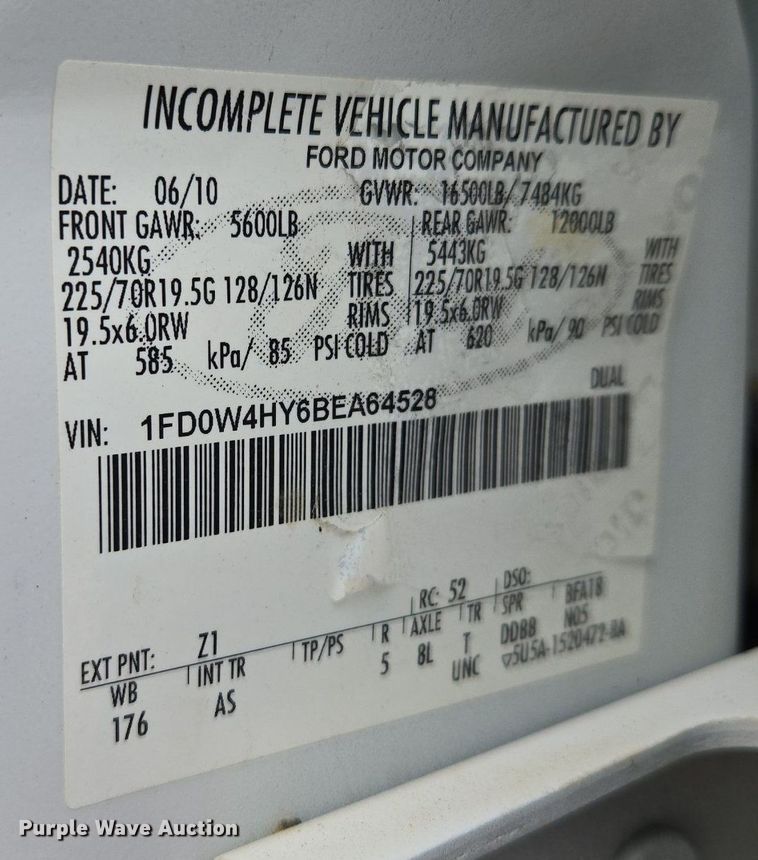 INCOMPLETE VEHICLE MANUFACTURED BY
FORD MOTOR COMPANY
DATE: 06/10 GVWR: 16500LB/7484KG
FRONT GAWR: 5600LB REAR GAWR: 12000LB
2540KG WITH 5443KG WITH
225/70R19.5G 128/126N TIRES 225/70R19.5G 128/126N TIRES
19.5x6.0RW RIMS 19.5x6.0RW RIMS
AT 585 kPa/ 85 PSI COLD AT 620 kPa/ 90 PSI COLD
DUAL
VIN: 1FD0W4HY6BEA64528
EXT PNT: Z1 RC: 52 DSO:
WB INT TR TP/PS R AXLE TR SPR BFA18
176 AS 5 8L T DDBB N05
UNC ▽5U5A-1520472-BA
Purple Wave Auction